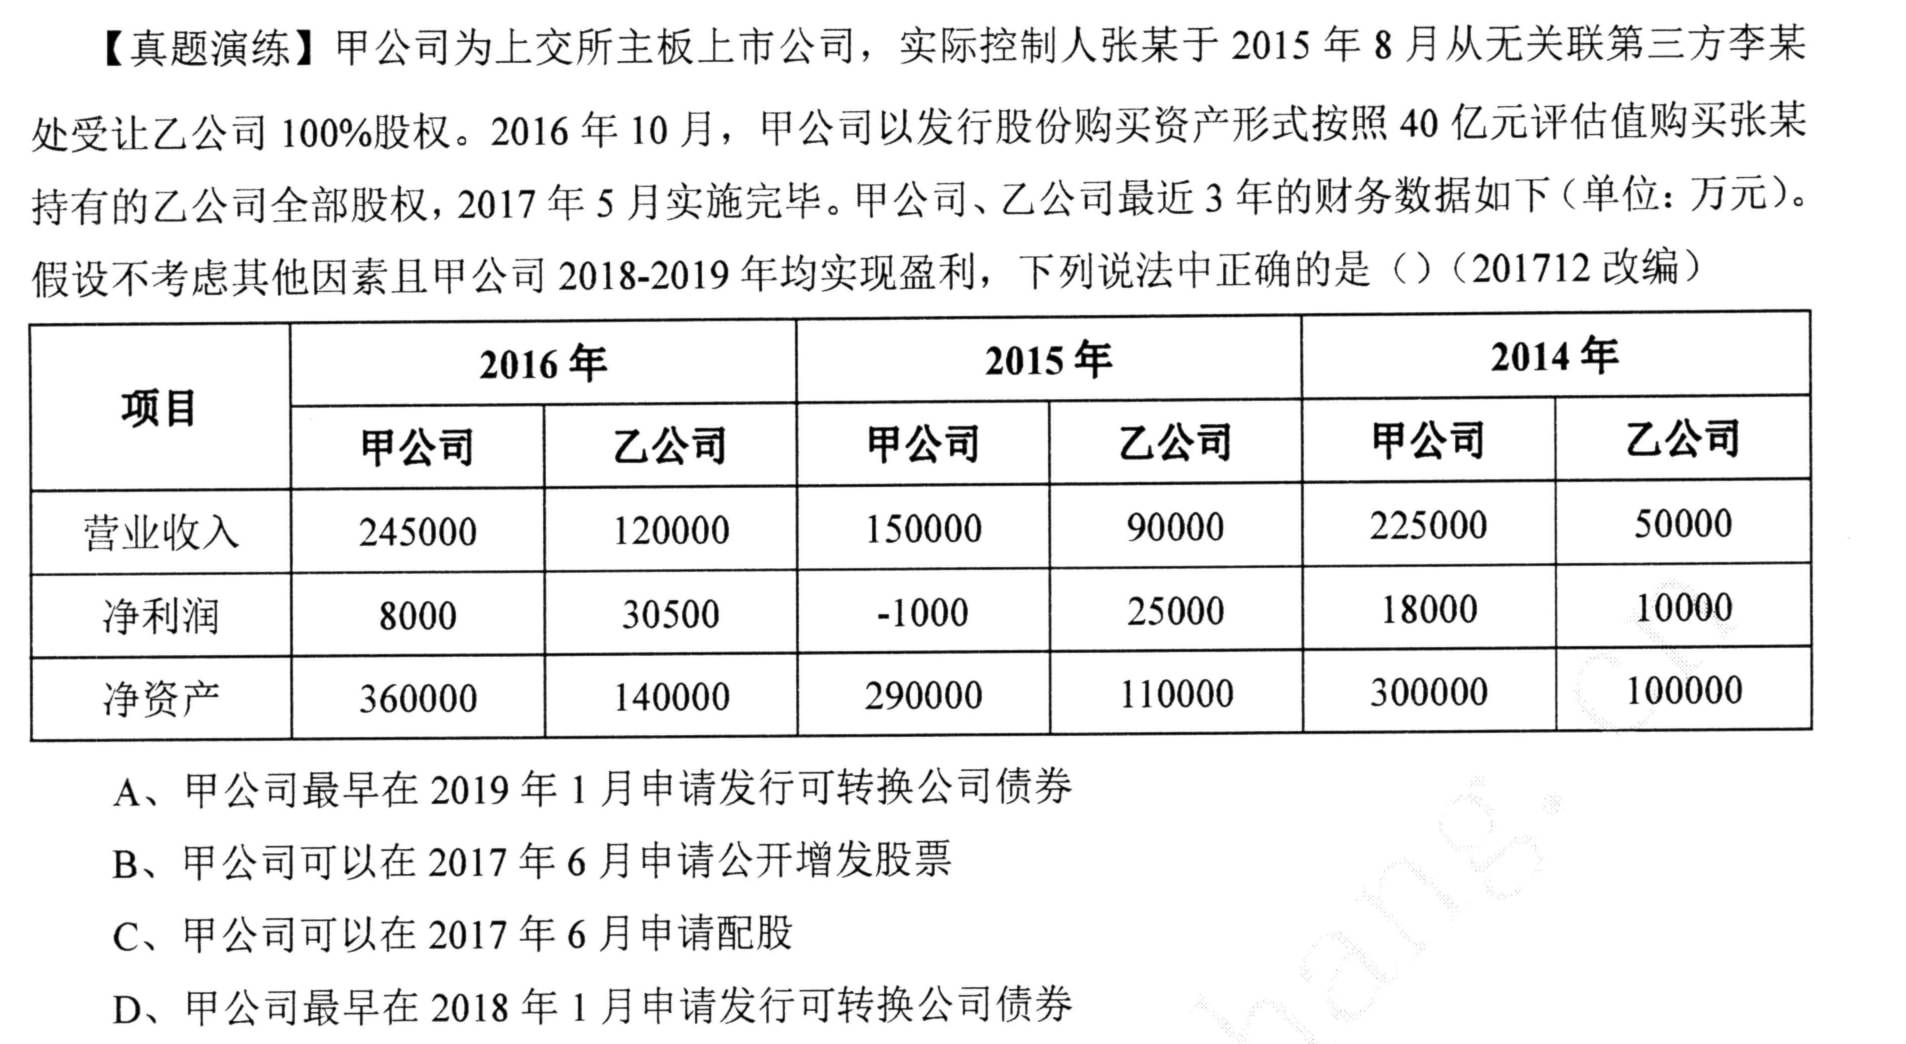 【真题演练】甲公司为上交所主板上市公司，实际控制人张某于 2015 年 8 月从无关联第三方李某
处受让乙公司 100%股权。2016 年 10 月，甲公司以发行股份购买资产形式按照 40 亿元评估值购买张某
持有的乙公司全部股权，2017 年 5 月实施完毕。甲公司、乙公司最近 3 年的财务数据如下（单位：万元）。
假设不考虑其他因素且甲公司 2018-2019 年均实现盈利，下列说法中正确的是（）（201712 改编）
项目 2016 年 2015 年 2014 年
甲公司 乙公司 甲公司 乙公司 甲公司 乙公司
营业收入 245000 120000 150000 90000 225000 50000
净利润 8000 30500 -1000 25000 18000 10000
净资产 360000 140000 290000 110000 300000 100000
A、甲公司最早在 2019 年 1 月申请发行可转换公司债券
B、甲公司可以在 2017 年 6 月申请公开增发股票
C、甲公司可以在 2017 年 6 月申请配股
D、甲公司最早在 2018 年 1 月申请发行可转换公司债券